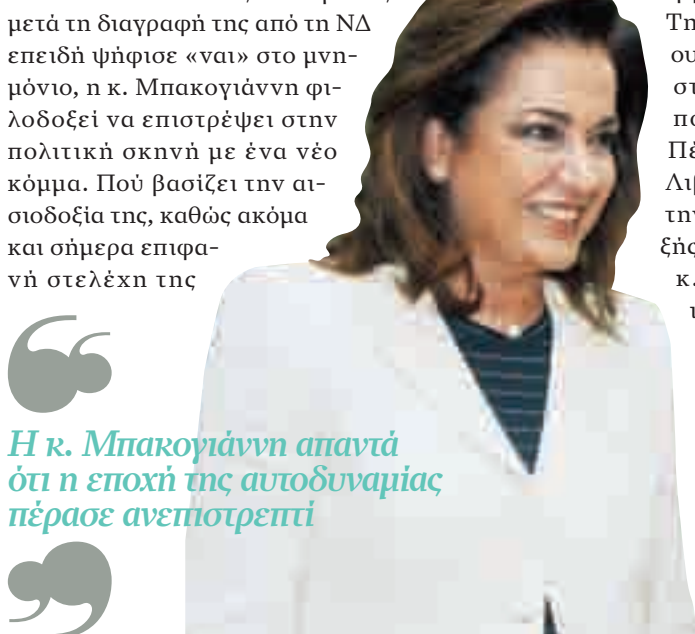 μετά τη διαγραφή της από τη ΝΔ
επειδή ψήφισε «ναι» στο μνη-
μόνιο, η κ. Μπακογιάννη φι-
λοδοξεί να επιστρέψει στην
πολιτική σκηνή με ένα νέο
κόμμα. Πού βασίζει την αι-
σιοδοξία της, καθώς ακόμα
και σήμερα επιφα-
νή στελέχη της
Η κ. Μπακογιάννη απαντά
ότι η εποχή της αυτοδυναμίας
πέρασε ανεπιστρεπτί
την
κ.